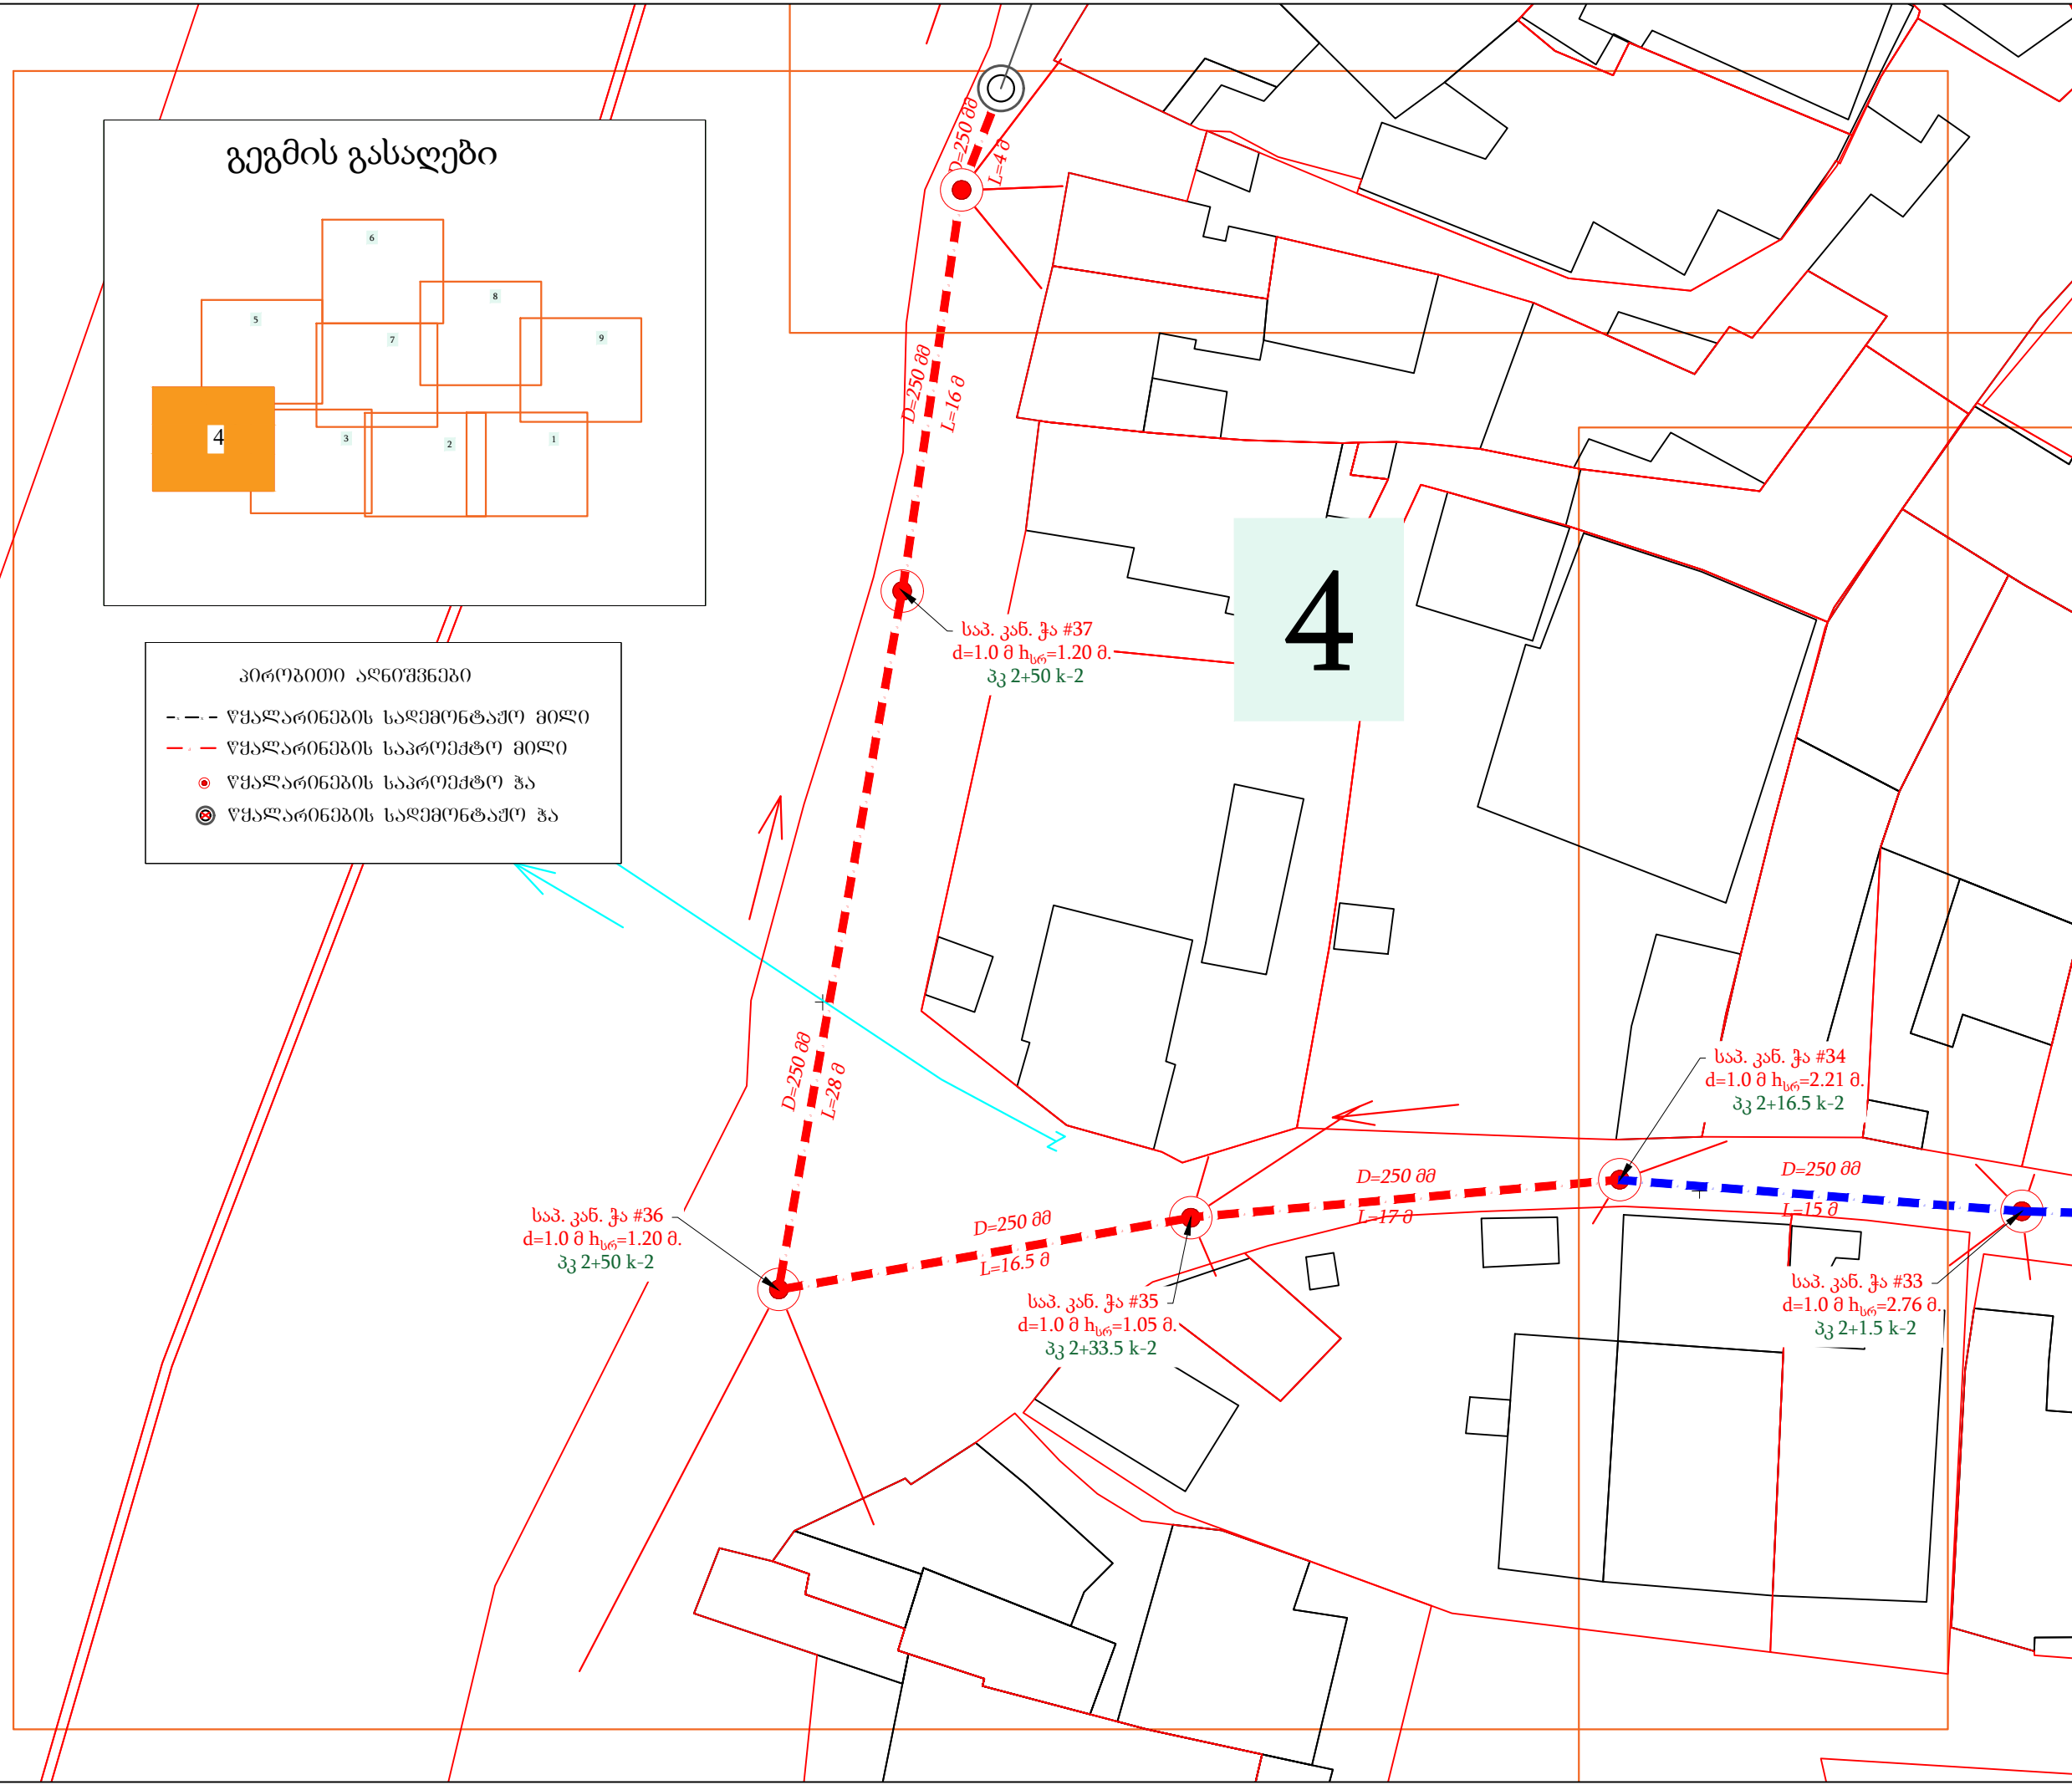 გეგმის გასაღები
6
8
5
9
7
4
3
2
1
პირობითი აღნიშვნები
წყალარინების სადემონტაჟო მილი
წყალარინების საპროექტო მილი
წყალარინების საპროექტო ჭა
წყალარინების სადემონტაჟო ჭა
D=250 მმ
L=4 მ
D=250 მმ
L=16 მ
4
საპ. კან. ჭა #37
d=1.0 მ hსრ=1.20 მ.
პკ 2+50 k-2
D=250 მმ
L=28 მ
საპ. კან. ჭა #34
d=1.0 მ hსრ=2.21 მ.
პკ 2+16.5 k-2
D=250 მმ
L=17 მ
D=250 მმ
L=15 მ
საპ. კან. ჭა #36
d=1.0 მ hსრ=1.20 მ.
პკ 2+50 k-2
D=250 მმ
L=16.5 მ
საპ. კან. ჭა #35
d=1.0 მ hსრ=1.05 მ.
პკ 2+33.5 k-2
საპ. კან. ჭა #33
d=1.0 მ hსრ=2.76 მ.
პკ 2+1.5 k-2